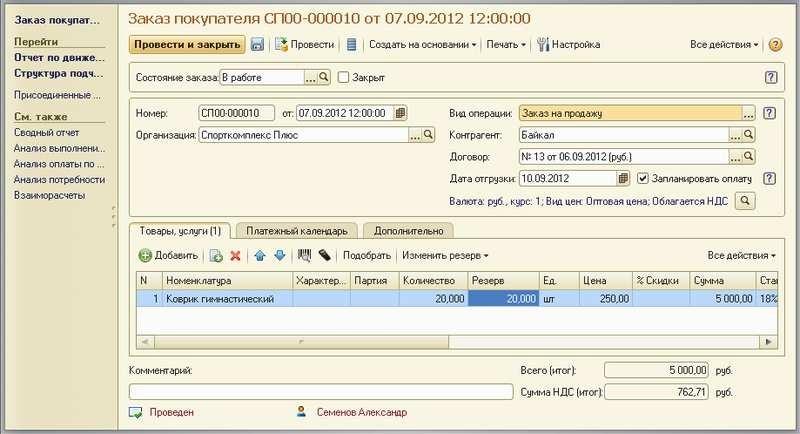 Заказ покупат...
Перейти
Отчет по движе...
Структура подч...
Присоединенные ...
См. также
Сводный отчет
Анализ выполнени...
Анализ оплаты по ...
Анализ потребности
Взаиморасчеты
Заказ покупателя СП00-000010 от 07.09.2012 12:00:00
Провести и закрыть Провести Создать на основании Печать Настройка Все действия ?
Состояние заказа: В работе ... Закрыт ?
Номер: СП00-000010 от: 07.09.2012 12:00:00 Вид операции: Заказ на продажу ... ?
Организация: Спорткомплекс Плюс ... Контрагент: Байкал ...
Договор: № 13 от 06.09.2012 (руб.) ...
Дата отгрузки: 10.09.2012 Запланировать оплату ?
Валюта: руб., курс: 1; Вид цен: Оптовая цена; Облагается НДС
Товары, услуги (1) Платежный календарь Дополнительно
Добавить Подобрать Изменить резерв Все действия
N Номенклатура Характер... Партия Количество Резерв Ед. Цена % Скидки Сумма Ста
1 Коврик гимнастический 20,000 20,000 шт 250,00 5 000,00 18%
Комментарий: Всего (итог): 5 000,00 руб.
Сумма НДС (итог): 762,71 руб.
Проведен Семенов Александр